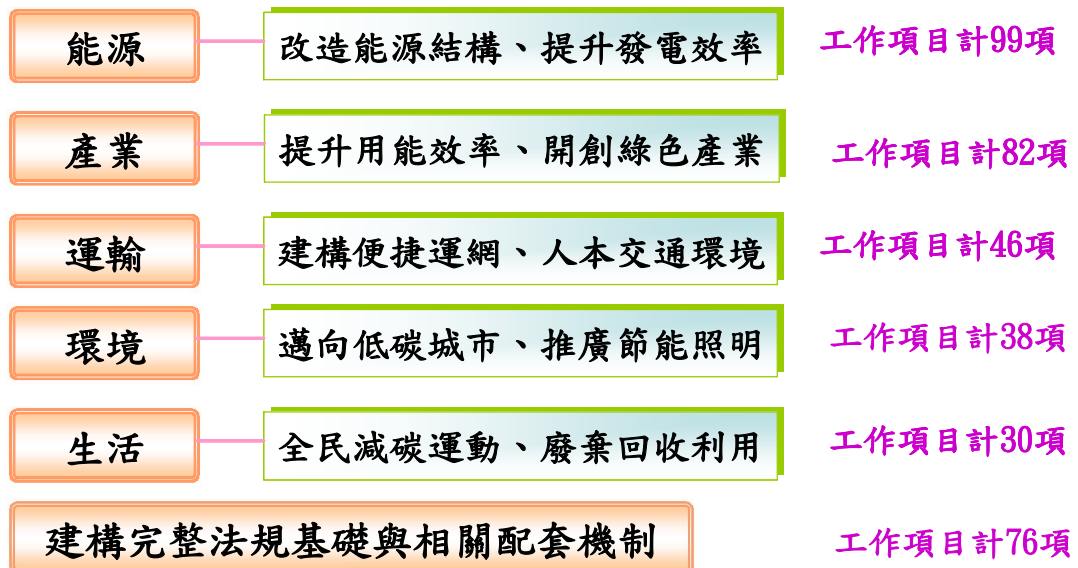 能源 改造能源結構、提升發電效率 工作項目計99項
產業 提升用能效率、開創綠色產業 工作項目計82項
運輸 建構便捷運網、人本交通環境 工作項目計46項
環境 邁向低碳城市、推廣節能照明 工作項目計38項
生活 全民減碳運動、廢棄回收利用 工作項目計30項
建構完整法規基礎與相關配套機制 工作項目計76項